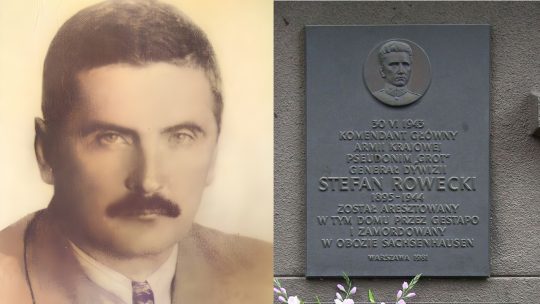 30 VI 1943
KOMENDANT GŁÓWNY
ARMII KRAJOWEJ
PSEUDONIM „GROT”
GENERAŁ DYWIZJI
STEFAN ROWECKI
1895-1944
ZOSTAŁ ARESZTOWANY
W TYM DOMU PRZEZ GESTAPO
I ZAMORDOWANY
W OBOZIE SACHSENHAUSEN
WARSZAWA 1981